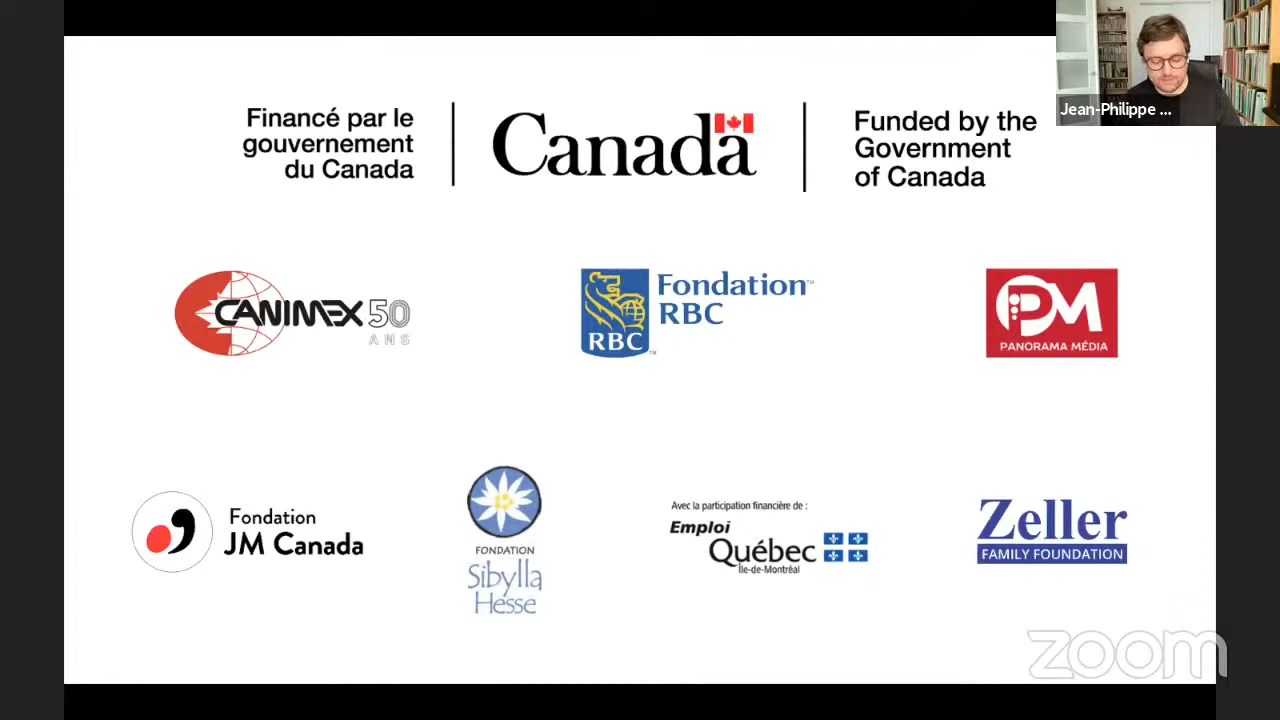 Jean-Philippe ...
Financé par le
gouvernement
du Canada
Canada
Funded by the
Government
of Canada
CANIMEX 50
ANS
RBC
™
Fondation™
RBC
PM
PANORAMA MÉDIA
Fondation
JM Canada
FONDATION
Sibylla
Hesse
Avec la participation financière de :
Emploi
Québec
Île-de-Montréal
Zeller
FAMILY FOUNDATION
zoom